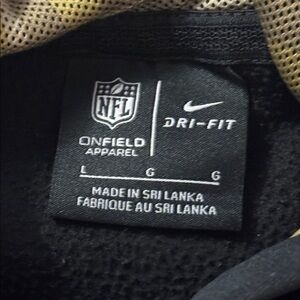 NFL
ONFIELD
APPAREL
DRI-FIT
L G G
MADE IN SRI LANKA
FABRIQUE AU SRI LANKA